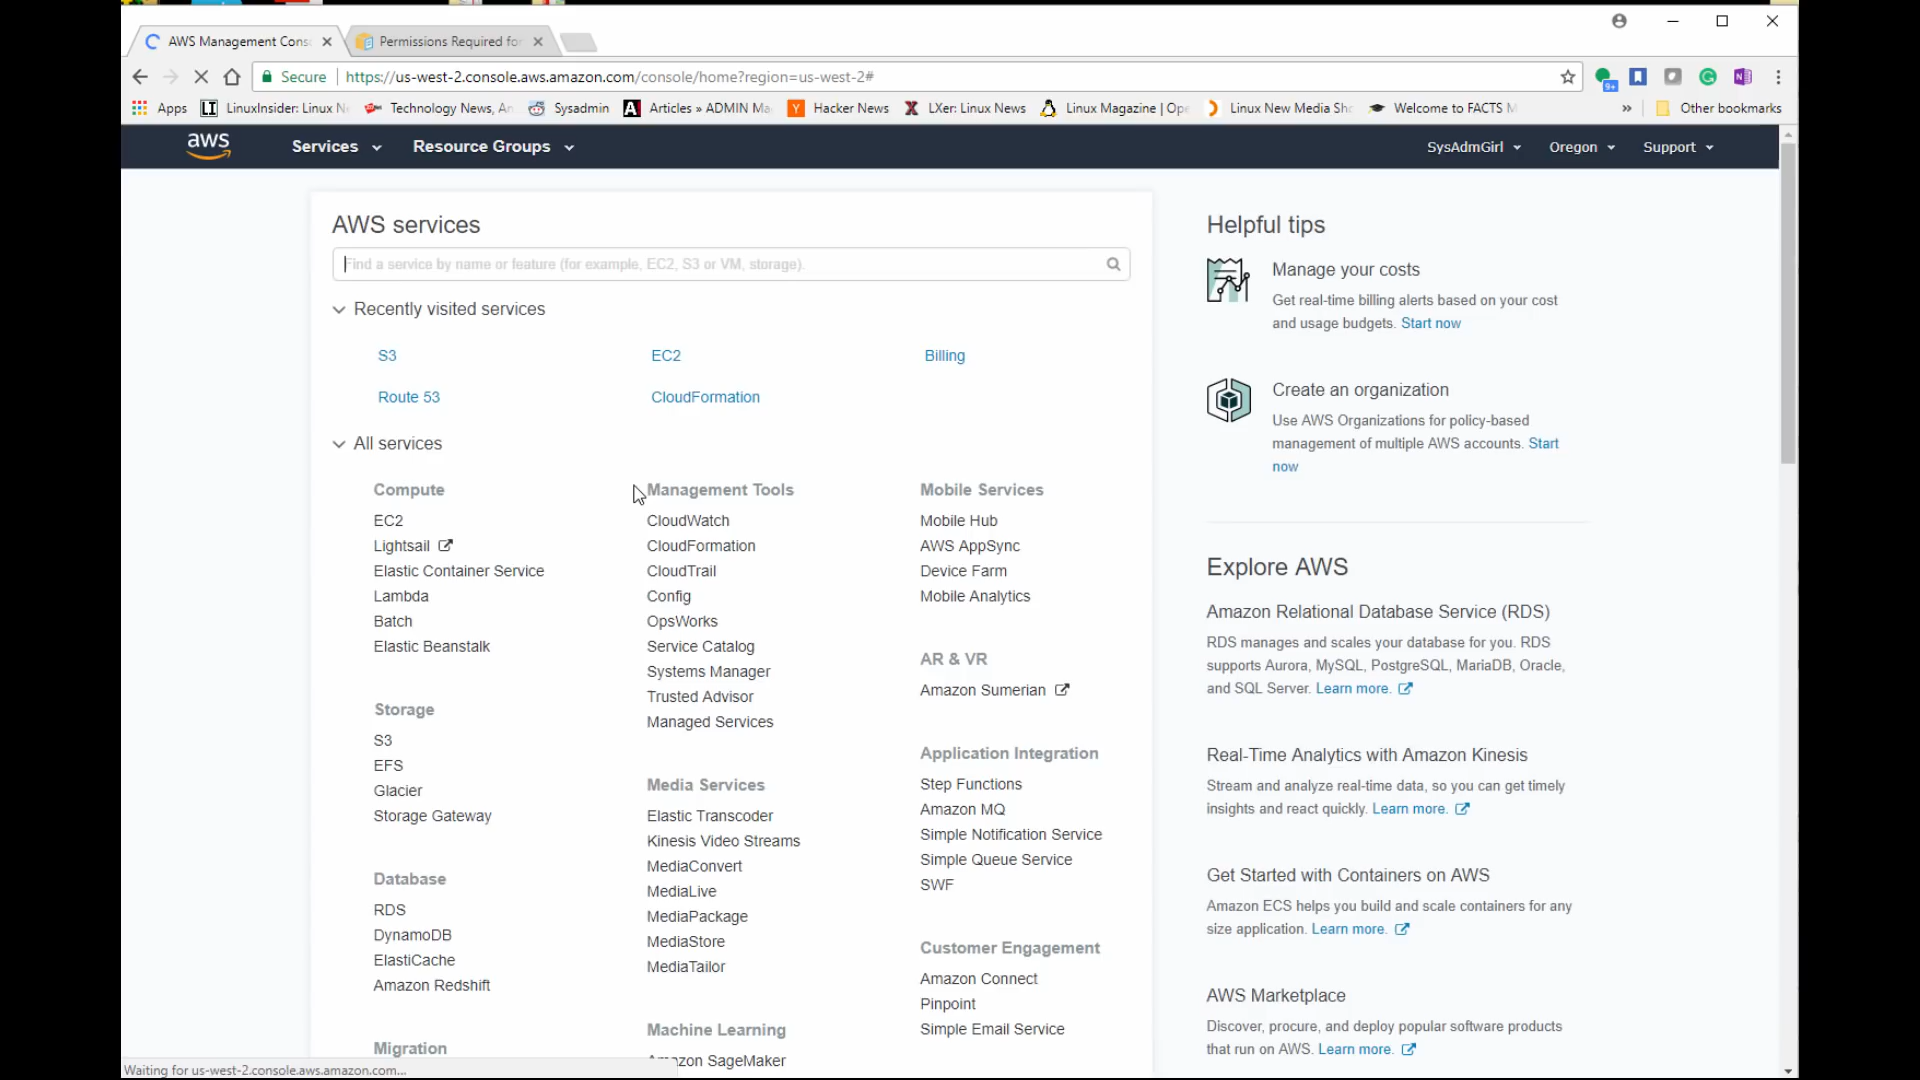 AWS Management Cons
Permissions Required for
Secure
https://us-west-2.console.aws.amazon.com/console/home?region=us-west-2#
9+
Apps
LinuxInsider: Linux N
Technology News, An
Sysadmin
Articles » ADMIN Ma
Hacker News
LXer: Linux News
Linux Magazine | Ope
Linux New Media Sho
Welcome to FACTS M
»
Other bookmarks
aws
Services
Resource Groups
SysAdmGirl
Oregon
Support
AWS services
Find a service by name or feature (for example, EC2, S3 or VM, storage).
Recently visited services
S3
EC2
Billing
Route 53
CloudFormation
All services
Compute
EC2
Lightsail
Elastic Container Service
Lambda
Batch
Elastic Beanstalk
Storage
S3
EFS
Glacier
Storage Gateway
Database
RDS
DynamoDB
ElastiCache
Amazon Redshift
Migration
Management Tools
CloudWatch
CloudFormation
CloudTrail
Config
OpsWorks
Service Catalog
Systems Manager
Trusted Advisor
Managed Services
Media Services
Elastic Transcoder
Kinesis Video Streams
MediaConvert
MediaLive
MediaPackage
MediaStore
MediaTailor
Machine Learning
Amazon SageMaker
Mobile Services
Mobile Hub
AWS AppSync
Device Farm
Mobile Analytics
AR & VR
Amazon Sumerian
Application Integration
Step Functions
Amazon MQ
Simple Notification Service
Simple Queue Service
SWF
Customer Engagement
Amazon Connect
Pinpoint
Simple Email Service
Helpful tips
Manage your costs
Get real-time billing alerts based on your cost
and usage budgets. Start now
Create an organization
Use AWS Organizations for policy-based
management of multiple AWS accounts. Start
now
Explore AWS
Amazon Relational Database Service (RDS)
RDS manages and scales your database for you. RDS
supports Aurora, MySQL, PostgreSQL, MariaDB, Oracle,
and SQL Server. Learn more.
Real-Time Analytics with Amazon Kinesis
Stream and analyze real-time data, so you can get timely
insights and react quickly. Learn more.
Get Started with Containers on AWS
Amazon ECS helps you build and scale containers for any
size application. Learn more.
AWS Marketplace
Discover, procure, and deploy popular software products
that run on AWS. Learn more.
Waiting for us-west-2.console.aws.amazon.com...